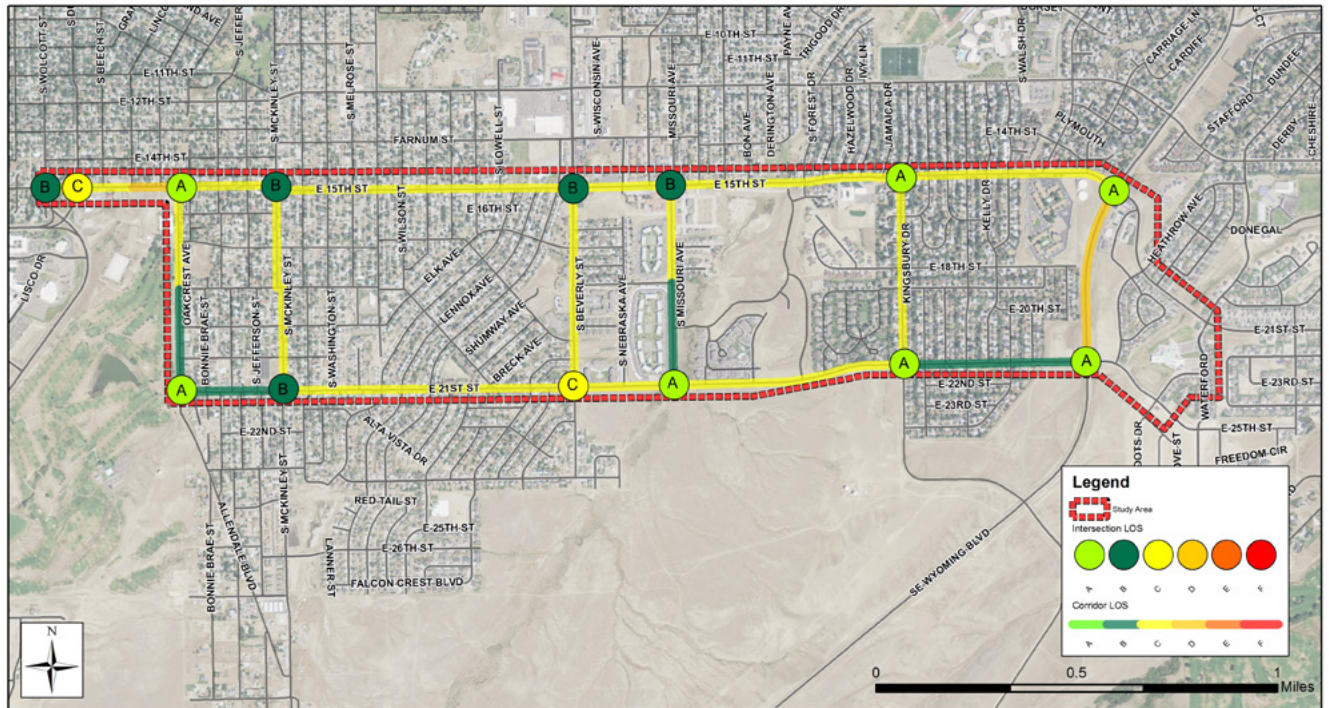 S-WOLCOTT-ST
S-BEECH-ST
S-JEFFER
E-10TH-ST
E-11TH-ST
E-11TH-ST
E-12TH-ST
S-MCKINLEY-ST
S-MELROSE-ST
S-LOWELL-ST
S-WISCONSIN-AVE
MISSOURI-AVE
PAYNE-AV
TRIGOOD-DR
BON-AVE
DERINGTON-AVE
S-FOREST-DR
HAZELWOOD-DR
IVY-LN
JAMAICA-DR
S-WALSH-DR
CARRIAGE-LN
CARDIFF
PLYMOUTH
STAFFORD
DUNDEE
DERBY
CHESHIRE
FARNUM ST
E-14TH-ST
E-14TH-ST
B
C
A
B
B
B
A
A
E 15TH ST
E 15TH ST
E-16TH-ST
S-WILSON-ST
ELK-AVE
LENNOX-AVE
SHUMWAY-AVE
BRECK-AVE
KELLY-DR
HEATHROW-AVE
DONEGAL
LISCO-DR
OAKCREST AVE
BONNIE-BRAE-ST
S-JEFFERSON-S
S-MCKINLEY ST
S-WASHINGTON-ST
S-BEVERLY-ST
S-NEBRASKA-AVE
S-MISSOURI AVE
KINGSBURY DR
E-18TH-ST
E-20TH-ST
E-21ST-ST
A
B
E 21ST ST
C
A
A
A
E-22ND-ST
E-23RD-ST
E-23RD-ST
WATERFORD
E-25TH-ST
OOTS-DR
OVE-ST
FREEDOM-CIR
E-22ND-ST
ALTA-VISTA-DR
S-MCKINLEY-ST
BONNIE-BRAE-ST
ALLENDALE-BLVD
RED-TAIL-ST
E-25TH-ST
E-26TH-ST
LANNER-ST
FALCON CREST BLVD
SE-WYOMING-BLVD
Legend
Study Area
Intersection LOS
A B C D E F
Corridor LOS
A B C D E F
N
0 0.5 1
Miles